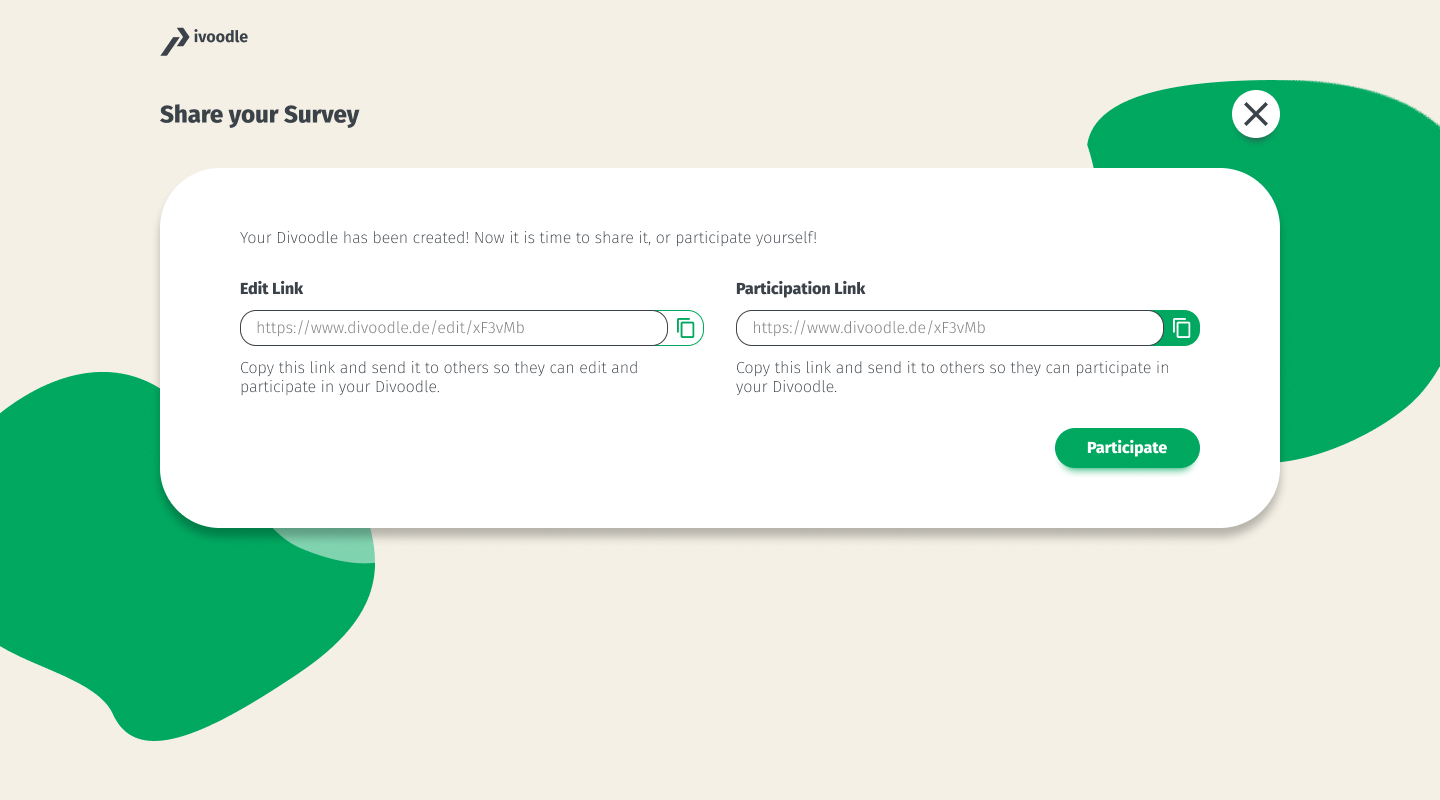 ivoodle
Share your Survey
Your Divoodle has been created! Now it is time to share it, or participate yourself!
Edit Link
https://www.divoodle.de/edit/xF3vMb
Copy this link and send it to others so they can edit and
participate in your Divoodle.
Participation Link
https://www.divoodle.de/xF3vMb
Copy this link and send it to others so they can participate in
your Divoodle.
Participate